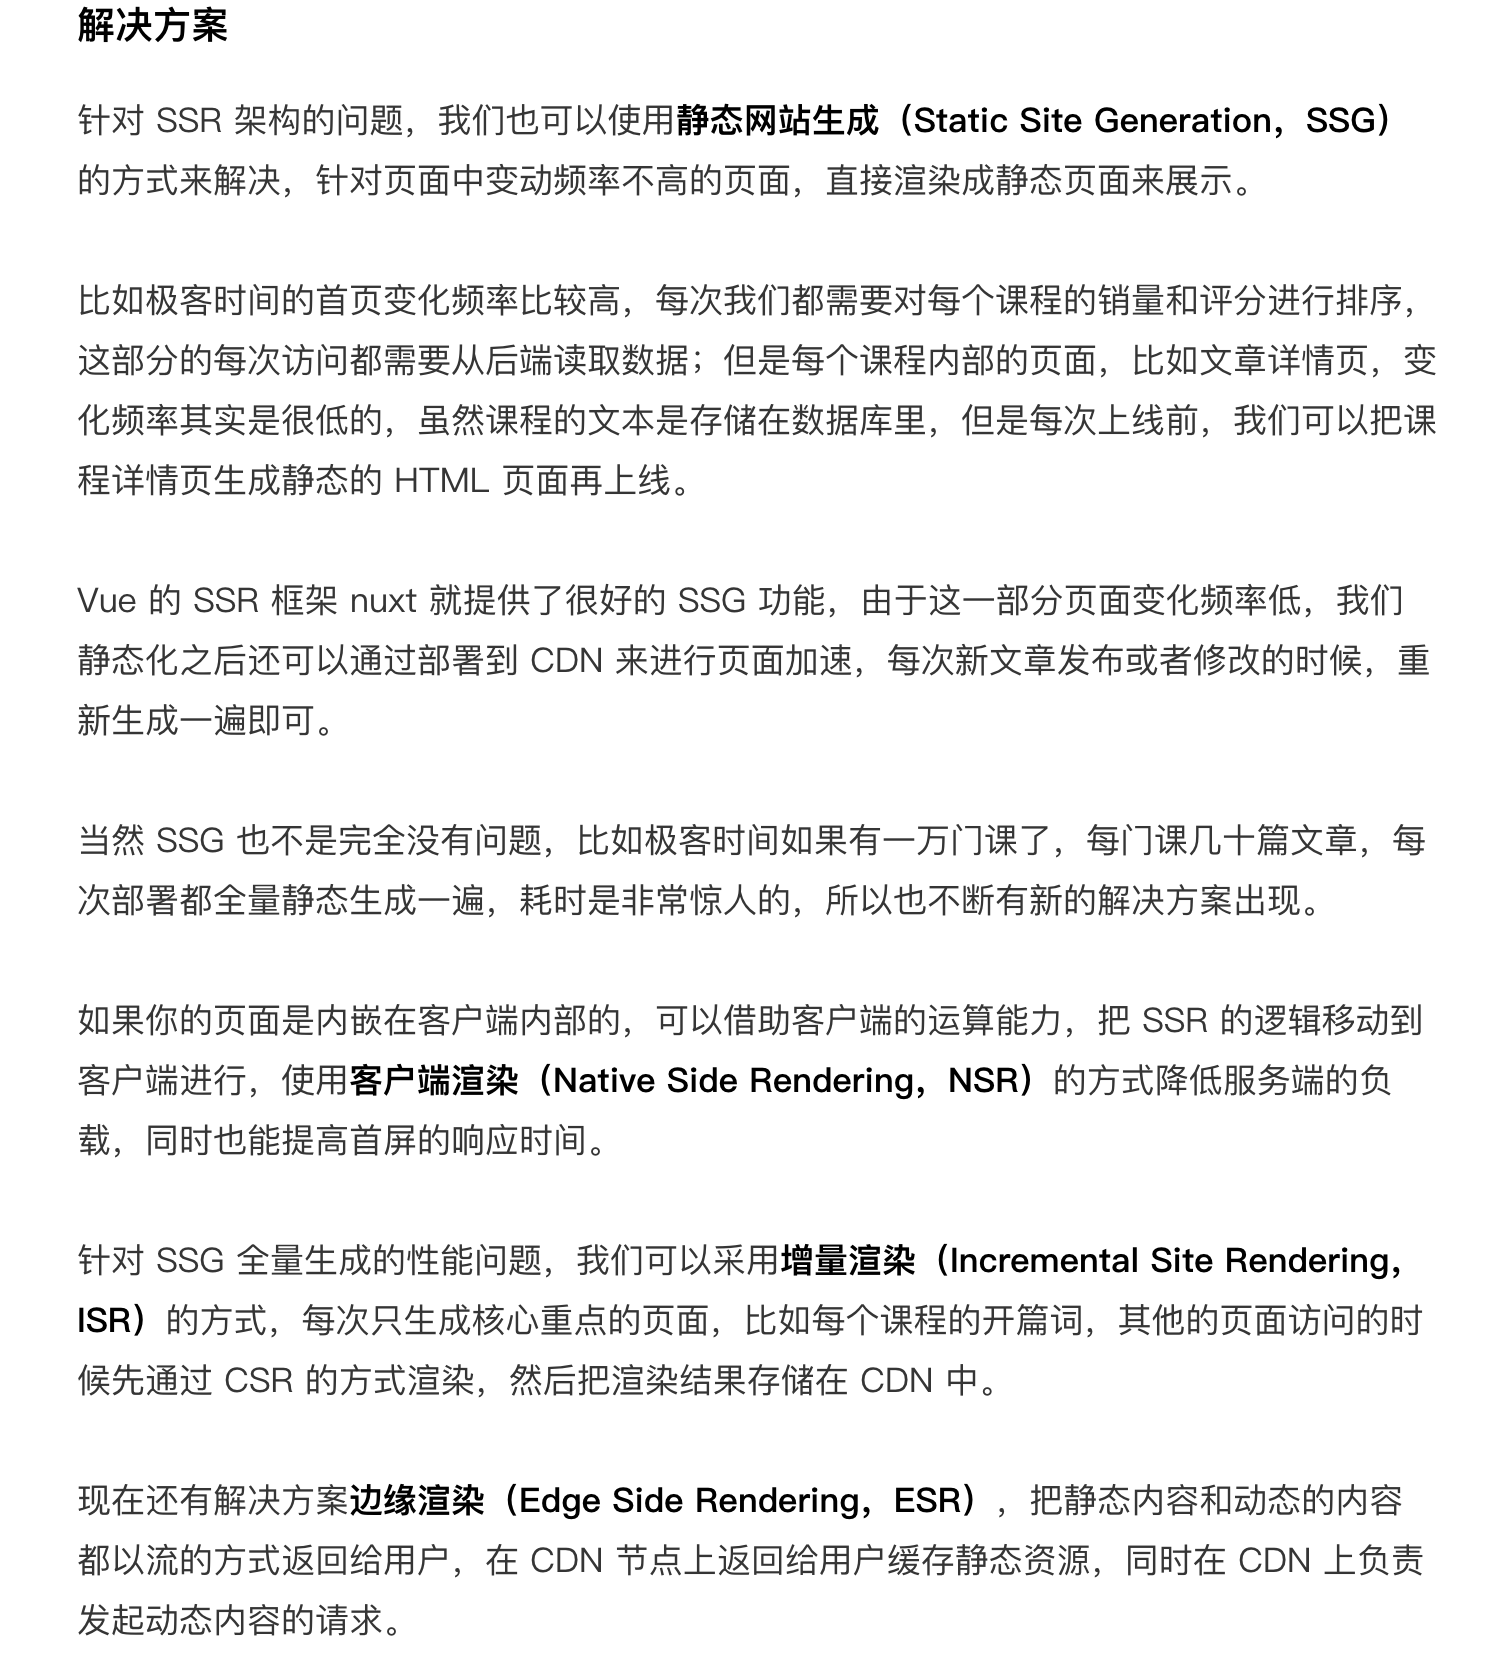 解决方案
针对 SSR 架构的问题，我们也可以使用静态网站生成（Static Site Generation，SSG）
的方式来解决，针对页面中变动频率不高的页面，直接渲染成静态页面来展示。
比如极客时间的首页变化频率比较高，每次我们都需要对每个课程的销量和评分进行排序，
这部分的每次访问都需要从后端读取数据；但是每个课程内部的页面，比如文章详情页，变
化频率其实是很低的，虽然课程的文本是存储在数据库里，但是每次上线前，我们可以把课
程详情页生成静态的 HTML 页面再上线。
Vue 的 SSR 框架 nuxt 就提供了很好的 SSG 功能，由于这一部分页面变化频率低，我们
静态化之后还可以通过部署到 CDN 来进行页面加速，每次新文章发布或者修改的时候，重
新生成一遍即可。
当然 SSG 也不是完全没有问题，比如极客时间如果有一万门课了，每门课几十篇文章，每
次部署都全量静态生成一遍，耗时是非常惊人的，所以也不断有新的解决方案出现。
如果你的页面是内嵌在客户端内部的，可以借助客户端的运算能力，把 SSR 的逻辑移动到
客户端进行，使用客户端渲染（Native Side Rendering，NSR）的方式降低服务端的负
载，同时也能提高首屏的响应时间。
针对 SSG 全量生成的性能问题，我们可以采用增量渲染（Incremental Site Rendering，
ISR）的方式，每次只生成核心重点的页面，比如每个课程的开篇词，其他的页面访问的时
候先通过 CSR 的方式渲染，然后把渲染结果存储在 CDN 中。
现在还有解决方案边缘渲染（Edge Side Rendering，ESR），把静态内容和动态的内容
都以流的方式返回给用户，在 CDN 节点上返回给用户缓存静态资源，同时在 CDN 上负责
发起动态内容的请求。